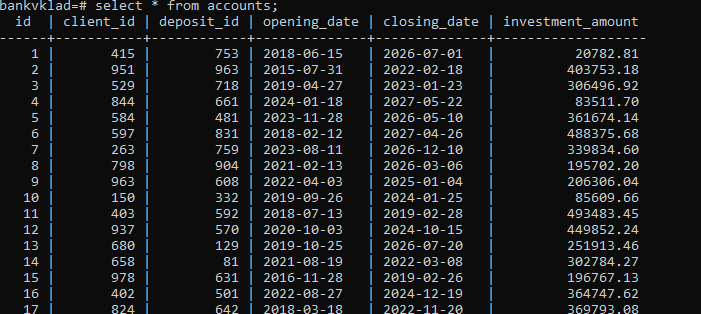 bankvklad=# select * from accounts;
id | client_id | deposit_id | opening_date | closing_date | investment_amount
-----+-----------+------------+--------------+--------------+-------------------
1 | 415 | 753 | 2018-06-15 | 2026-07-01 | 20782.81
2 | 951 | 963 | 2015-07-31 | 2022-02-18 | 403753.18
3 | 529 | 718 | 2019-04-27 | 2023-01-23 | 306496.92
4 | 844 | 661 | 2024-01-18 | 2027-05-22 | 83511.70
5 | 584 | 481 | 2023-11-28 | 2026-05-10 | 361674.14
6 | 597 | 831 | 2018-02-12 | 2027-04-26 | 488375.68
7 | 263 | 759 | 2023-08-11 | 2026-12-10 | 339834.60
8 | 798 | 904 | 2021-02-13 | 2026-03-06 | 195702.20
9 | 963 | 608 | 2022-04-03 | 2025-01-04 | 206306.04
10 | 150 | 332 | 2019-09-26 | 2024-01-25 | 85609.66
11 | 403 | 592 | 2018-07-13 | 2019-02-28 | 493483.45
12 | 937 | 570 | 2020-10-03 | 2024-10-15 | 449852.24
13 | 680 | 129 | 2019-10-25 | 2026-07-20 | 251913.46
14 | 658 | 81 | 2021-08-19 | 2022-03-08 | 302784.27
15 | 978 | 631 | 2016-11-28 | 2019-02-26 | 196767.13
16 | 402 | 501 | 2022-08-27 | 2024-12-19 | 364747.62
17 | 824 | 642 | 2018-03-18 | 2022-11-20 | 369793.08